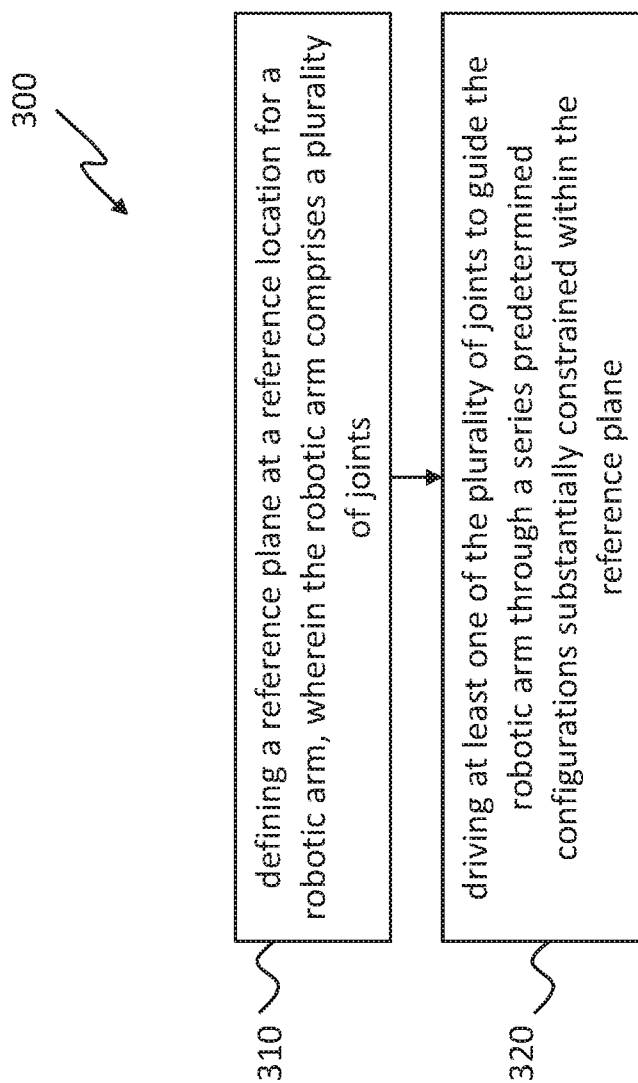 300
310
defining a reference plane at a reference location for a
robotic arm, wherein the robotic arm comprises a plurality
of joints
320
driving at least one of the plurality of joints to guide the
robotic arm through a series predetermined
configurations substantially constrained within the
reference plane